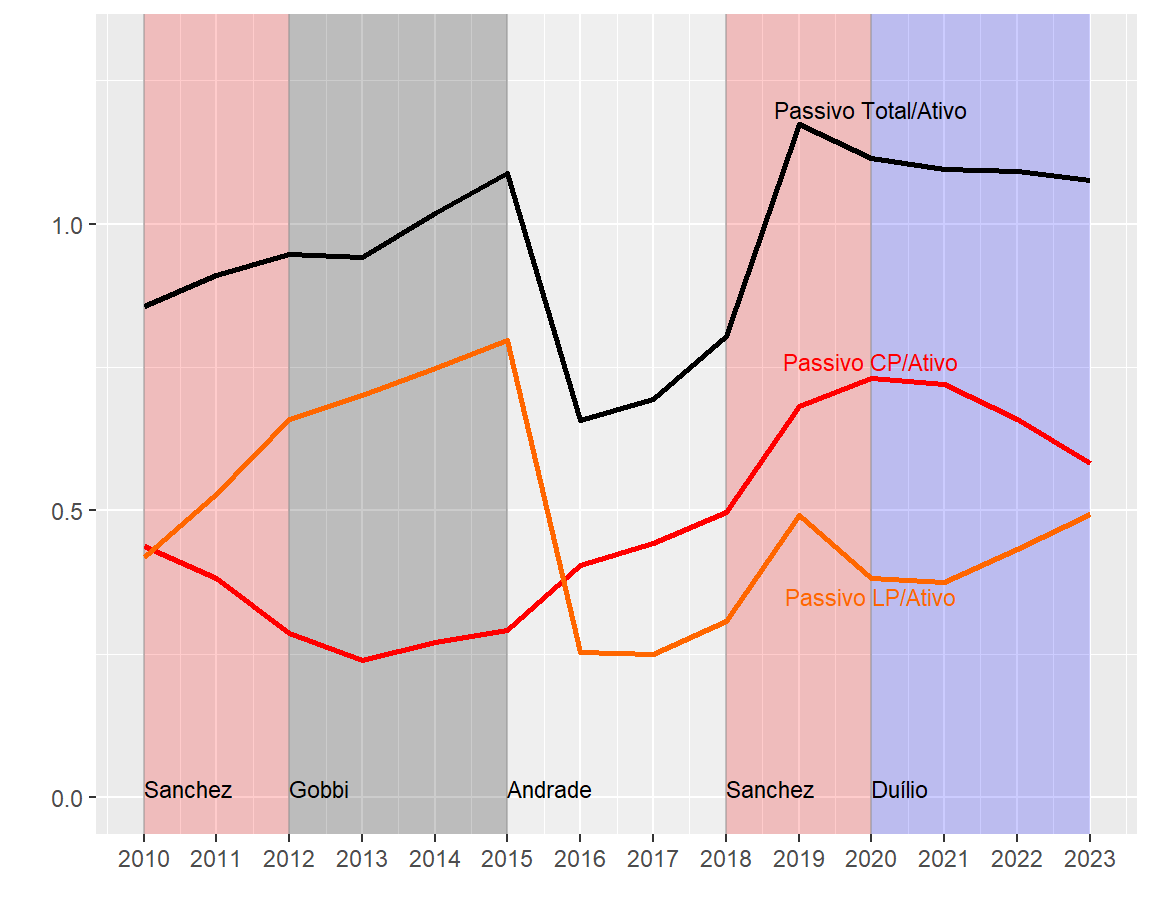 Passivo Total/Ativo
1.0
Passivo CP/Ativo
0.5
Passivo LP/Ativo
Sanchez Gobbi Andrade Sanchez Duílio
0.0
2010 2011 2012 2013 2014 2015 2016 2017 2018 2019 2020 2021 2022 2023